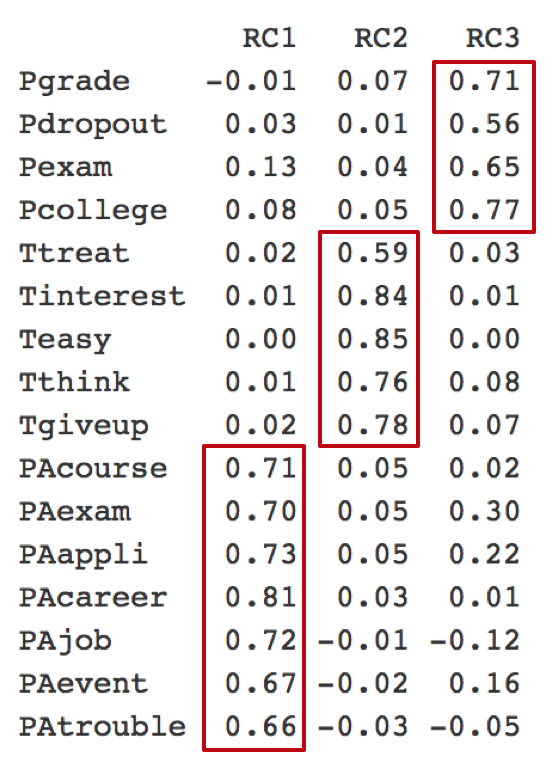 RC1 RC2 RC3
Pgrade -0.01 0.07 0.71
Pdropout 0.03 0.01 0.56
Pexam 0.13 0.04 0.65
Pcollege 0.08 0.05 0.77
Ttreat 0.02 0.59 0.03
Tinterest 0.01 0.84 0.01
Teasy 0.00 0.85 0.00
Tthink 0.01 0.76 0.08
Tgiveup 0.02 0.78 0.07
PAcourse 0.71 0.05 0.02
PAexam 0.70 0.05 0.30
PAappli 0.73 0.05 0.22
PAcareer 0.81 0.03 0.01
PAjob 0.72 -0.01 -0.12
PAevent 0.67 -0.02 0.16
PAtrouble 0.66 -0.03 -0.05